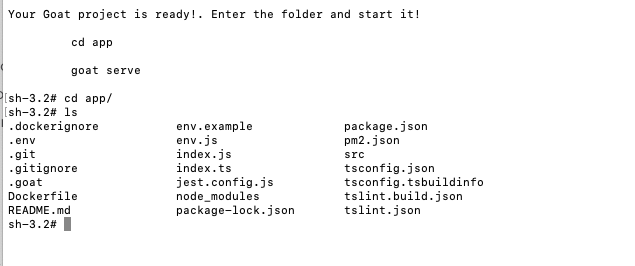 Your Goat project is ready!. Enter the folder and start it!
cd app
goat serve
[sh-3.2# cd app/
[sh-3.2# ls
.dockerignore env.example package.json
.env env.js pm2.json
.git index.js src
.gitignore index.ts tsconfig.json
.goat jest.config.js tsconfig.tsbuildinfo
Dockerfile node_modules tslint.build.json
README.md package-lock.json tslint.json
sh-3.2#